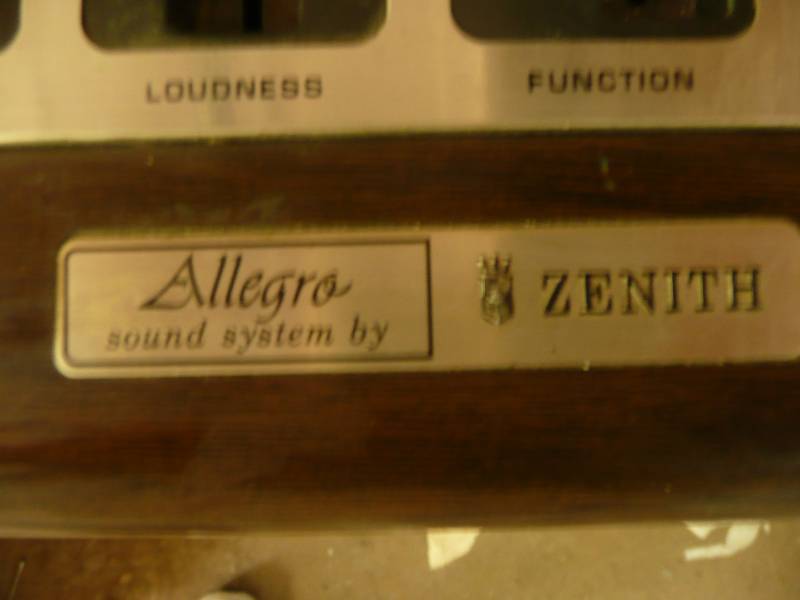 LOUDNESS FUNCTION
Allegro
sound system by
ZENITH